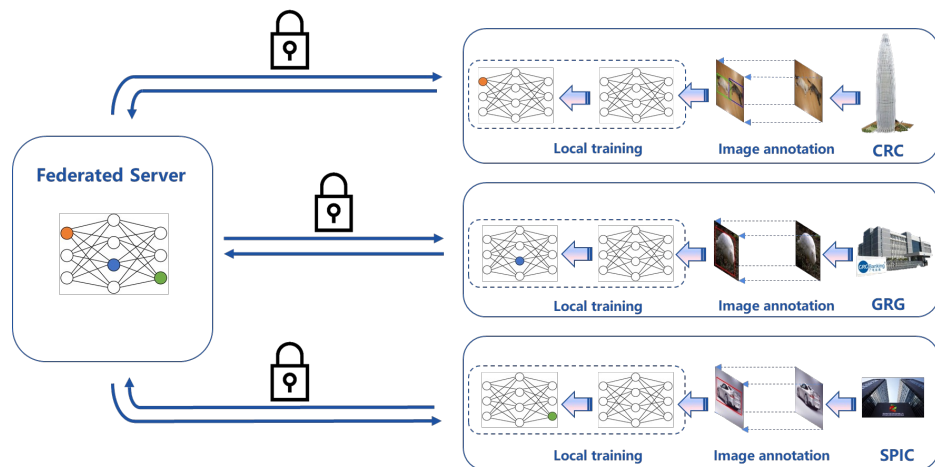 Federated Server
Local training
Image annotation
CRC
Local training
Image annotation
GRG
Local training
Image annotation
SPIC